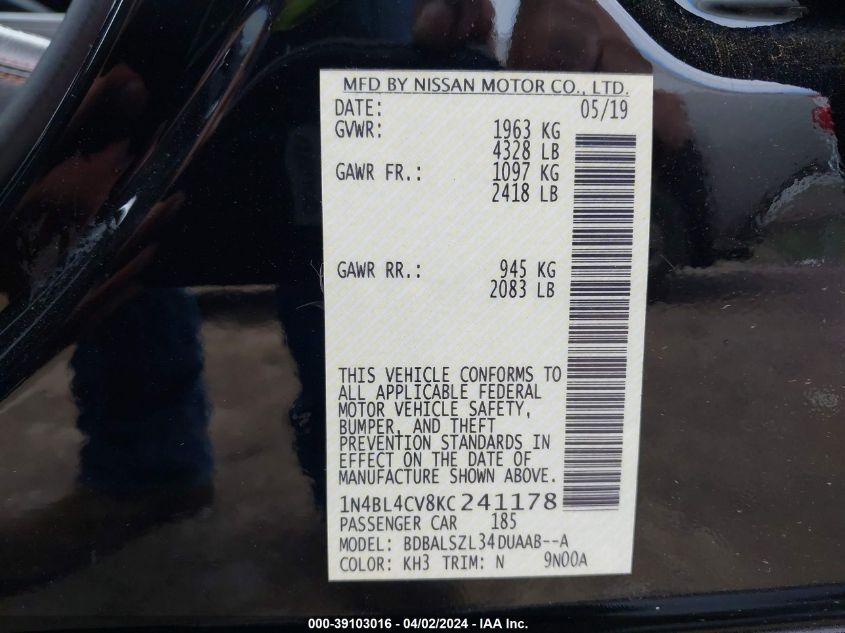 MFD BY NISSAN MOTOR CO., LTD.
DATE: 05/19
GVWR: 1963 KG
4328 LB
GAWR FR.: 1097 KG
2418 LB
GAWR RR.: 945 KG
2083 LB
THIS VEHICLE CONFORMS TO
ALL APPLICABLE FEDERAL
MOTOR VEHICLE SAFETY,
BUMPER, AND THEFT
PREVENTION STANDARDS IN
EFFECT ON THE DATE OF
MANUFACTURE SHOWN ABOVE.
1N4BL4CV8KC241178
PASSENGER CAR 185
MODEL: BDBALSZL34DUAAB--A
COLOR: KH3 TRIM: N 9N00A
000-39103016 - 04/02/2024 - IAA Inc.